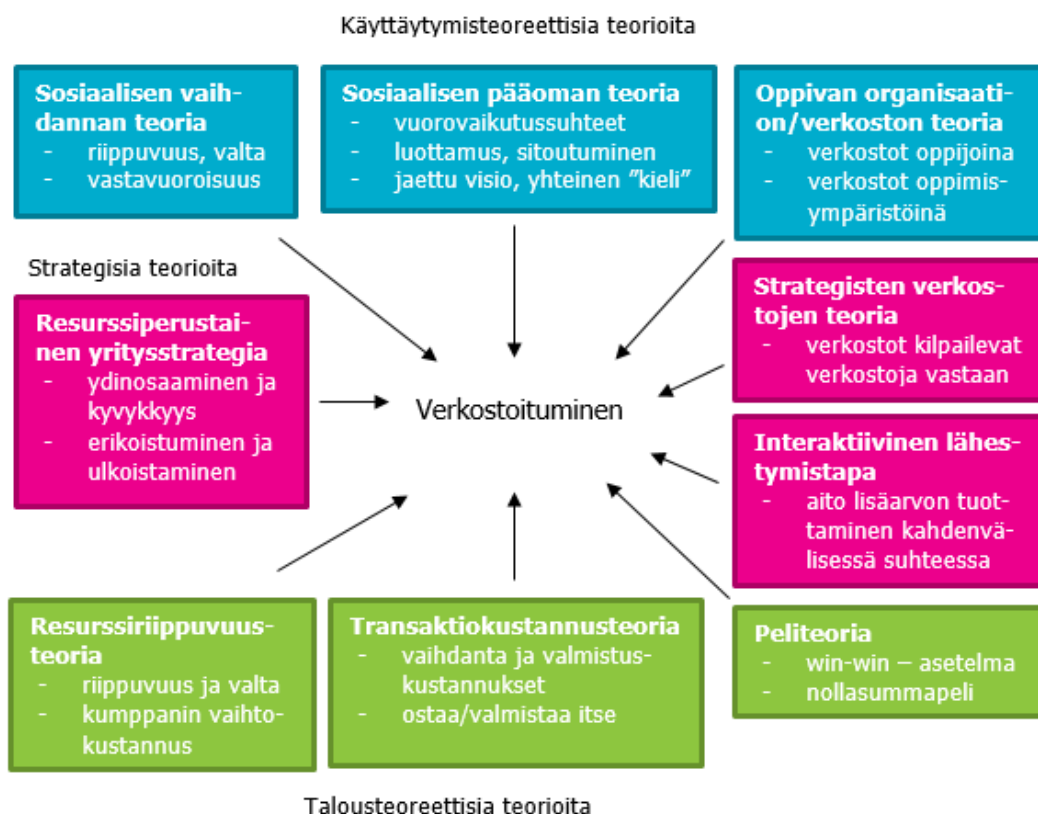 Käyttäytymisteoreettisia teorioita
Sosiaalisen vaih-
dannan teoria
- riippuvuus, valta
- vastavuoroisuus
Sosiaalisen pääoman teoria
- vuorovaikutussuhteet
- luottamus, sitoutuminen
- jaettu visio, yhteinen ”kieli”
Oppivan organisaati-
on/verkoston teoria
- verkostot oppijoina
- verkostot oppimis-
ympäristöinä
Strategisia teorioita
Resurssiperustai-
nen yritysstrategia
- ydinosaaminen ja
kyvykkyys
- erikoistuminen ja
ulkoistaminen
Verkostoituminen
Strategisten verkos-
tojen teoria
- verkostot kilpailevat
verkostoja vastaan
Interaktiivinen lähes-
tymistapa
- aito lisäarvon tuot-
taminen kahdenvä-
lisessä suhteessa
Resurssiriippuvuus-
teoria
- riippuvuus ja valta
- kumppanin vaihto-
kustannus
Transaktiokustannusteoria
- vaihdanta ja valmistus-
kustannukset
- ostaa/valmistaa itse
Peliteoria
- win-win – asetelma
- nollasummapeli
Talousteoreettisia teorioita